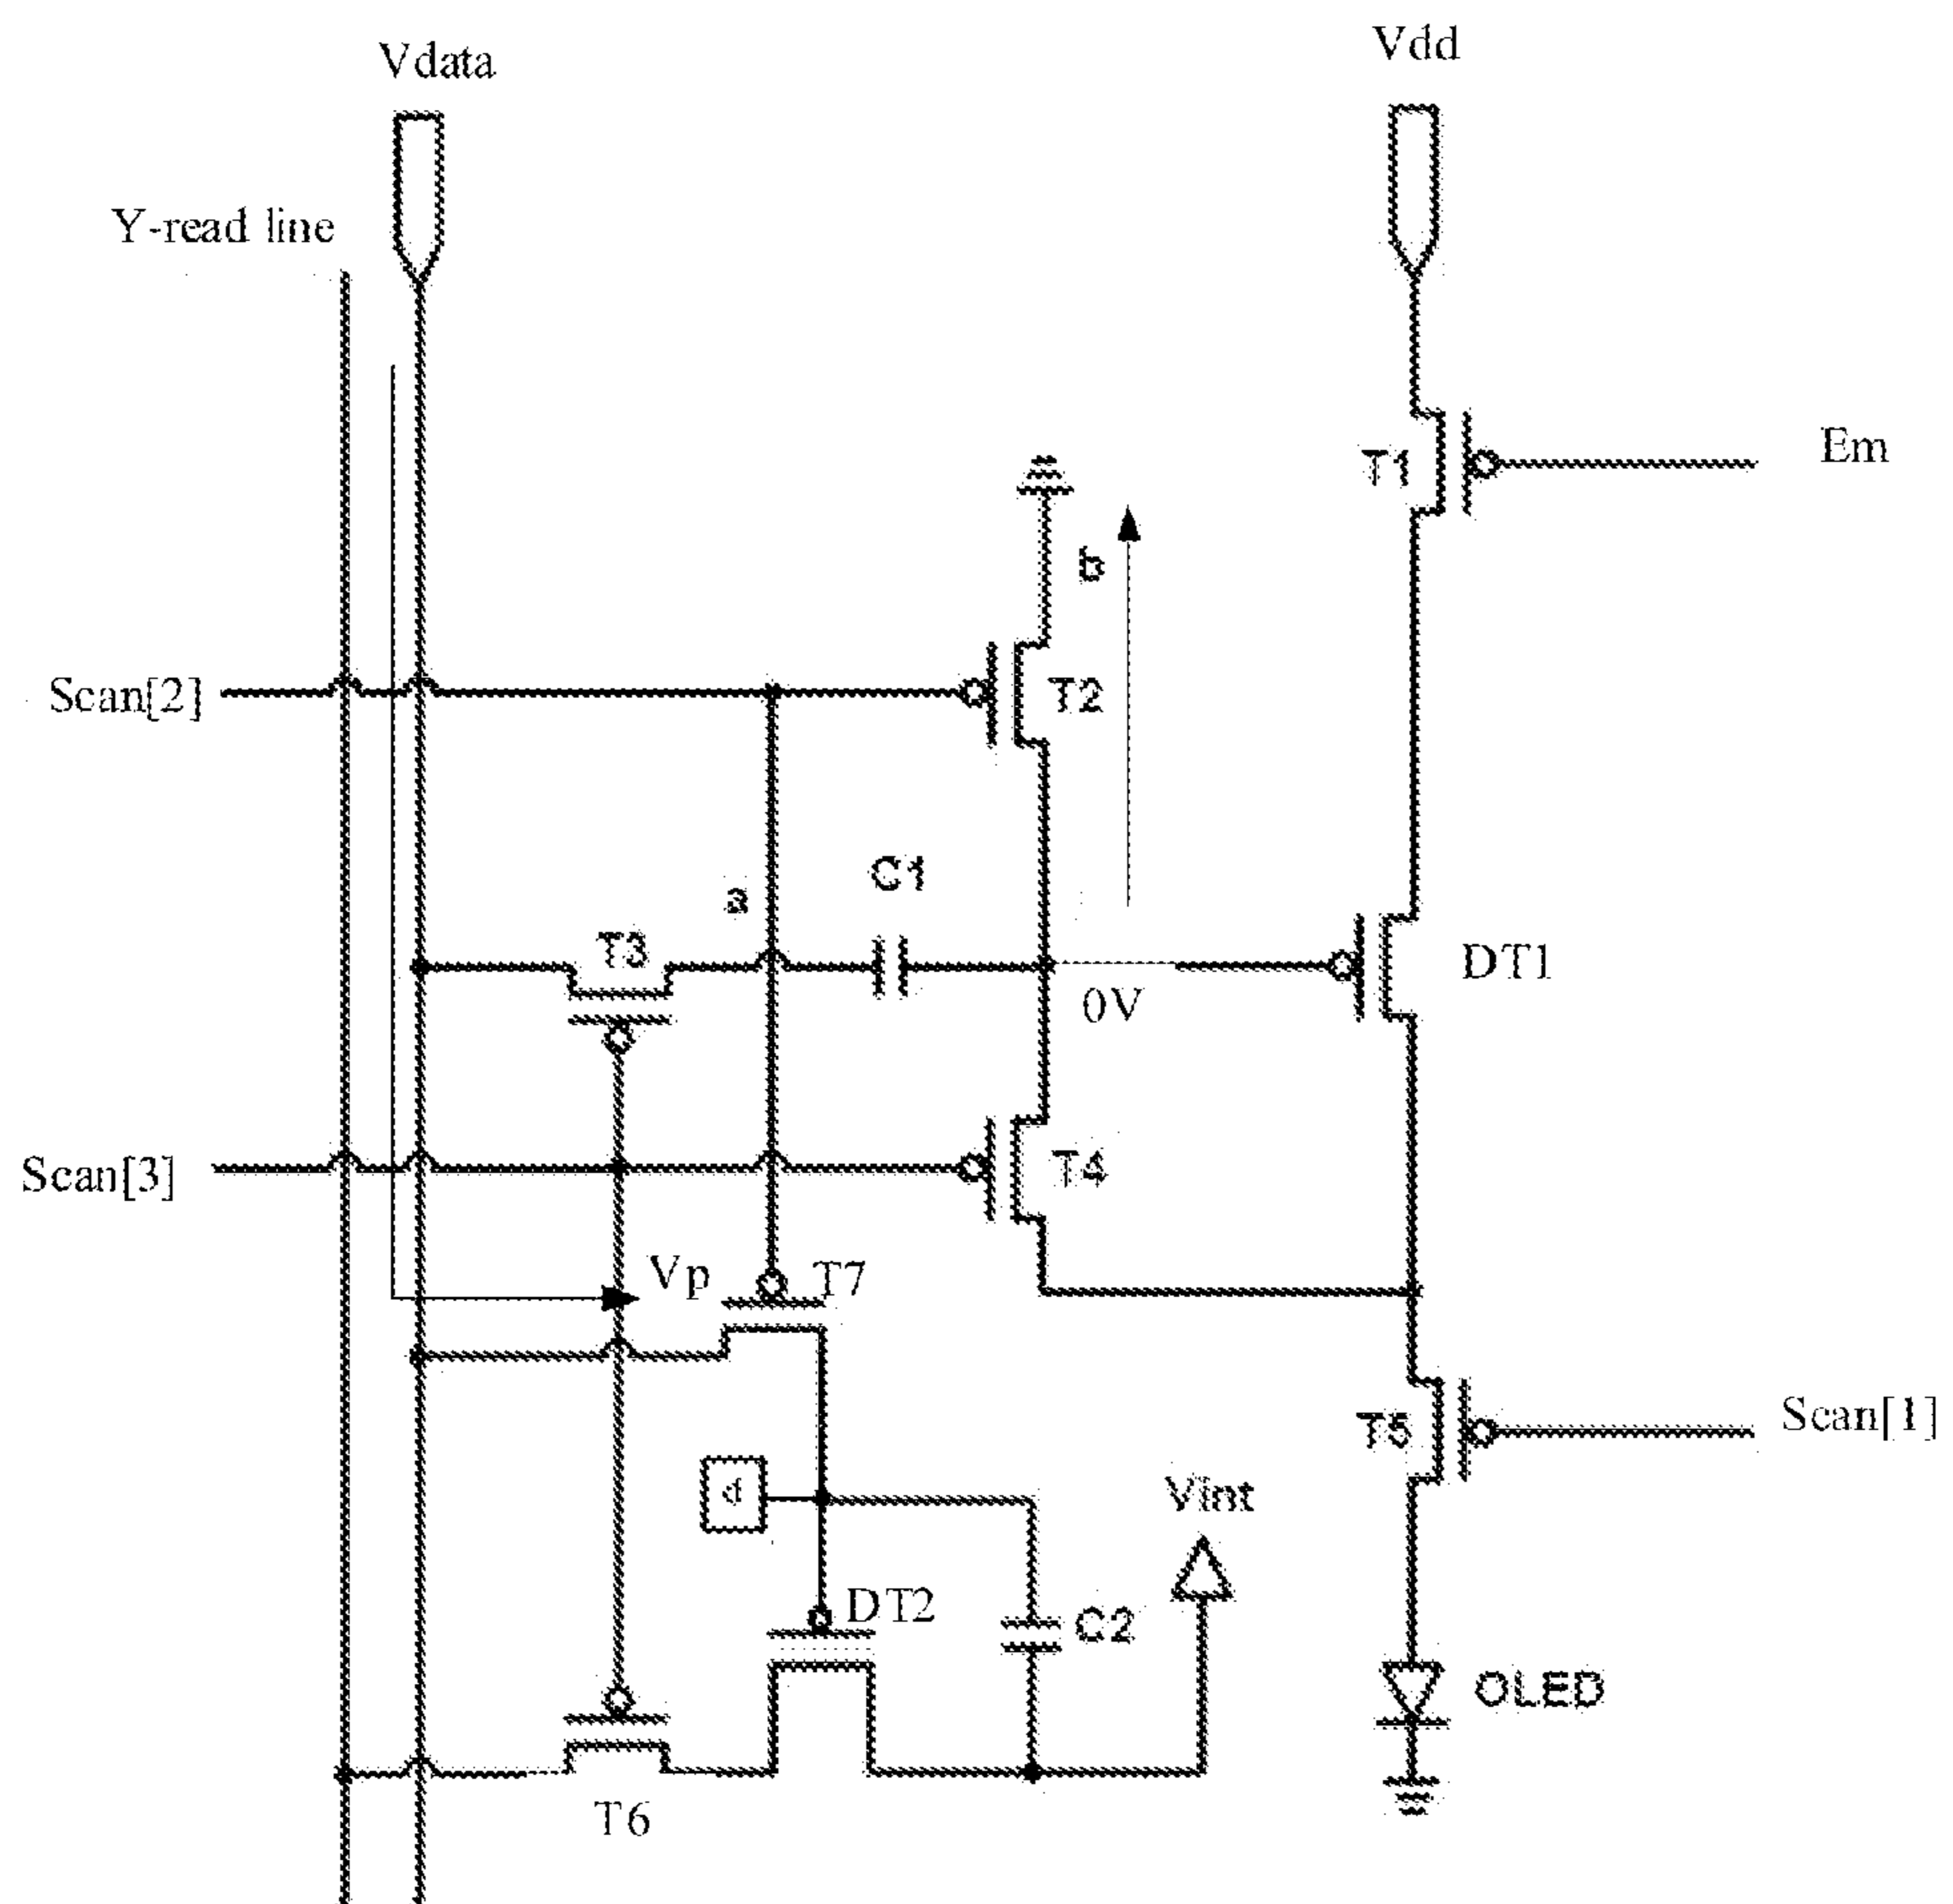 Vdata
Vdd
Y-read line
Em
T1
b
Scan[2]
T2
C1
a
T3
DT1
0V
Scan[3]
T4
Vp
T7
Scan[1]
T5
d
Vint
DT2
C2
OLED
T6